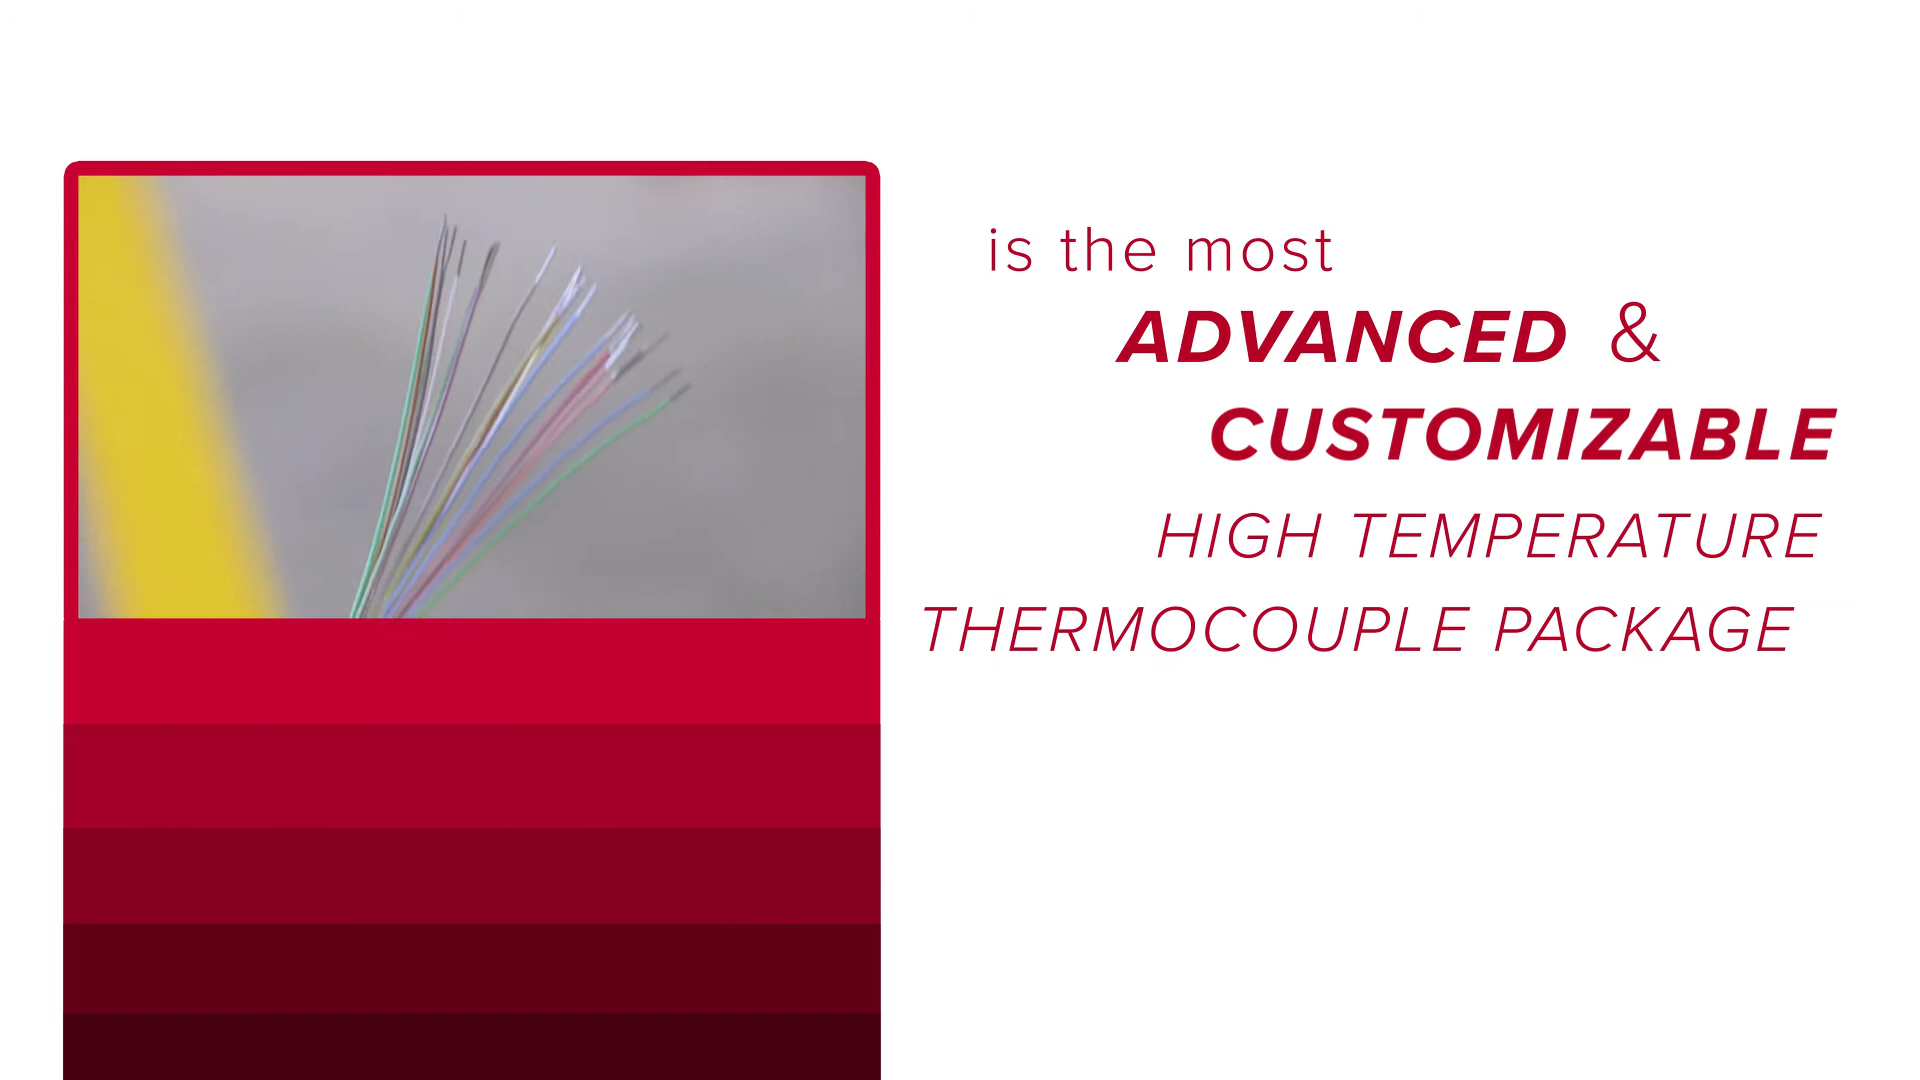 is the most
ADVANCED &
CUSTOMIZABLE
HIGH TEMPERATURE
THERMOCOUPLE PACKAGE